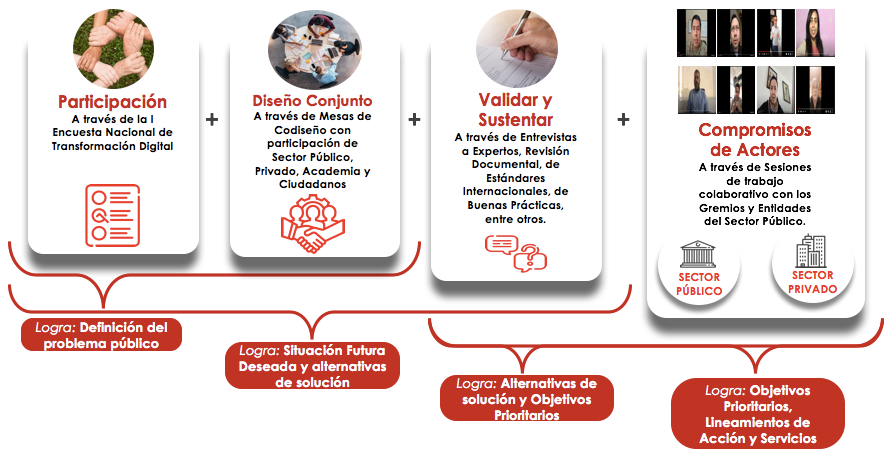 Participación
A través de la I
Encuesta Nacional de
Transformación Digital
+
Diseño Conjunto
A través de Mesas de
Codiseño con
participación de
Sector Público,
Privado, Academia y
Ciudadanos
+
Validar y
Sustentar
A través de Entrevistas
a Expertos, Revisión
Documental, de
Estándares
Internacionales, de
Buenas Prácticas,
entre otros.
+
Compromisos
de Actores
A través de Sesiones
de trabajo
colaborativo con los
Gremios y Entidades
del Sector Público.
SECTOR
PÚBLICO
SECTOR
PRIVADO
Logra: Definición del
problema público
Logra: Situación Futura
Deseada y alternativas
de solución
Logra: Alternativas de
solución y Objetivos
Prioritarios
Logra: Objetivos
Prioritarios,
Lineamientos de
Acción y Servicios